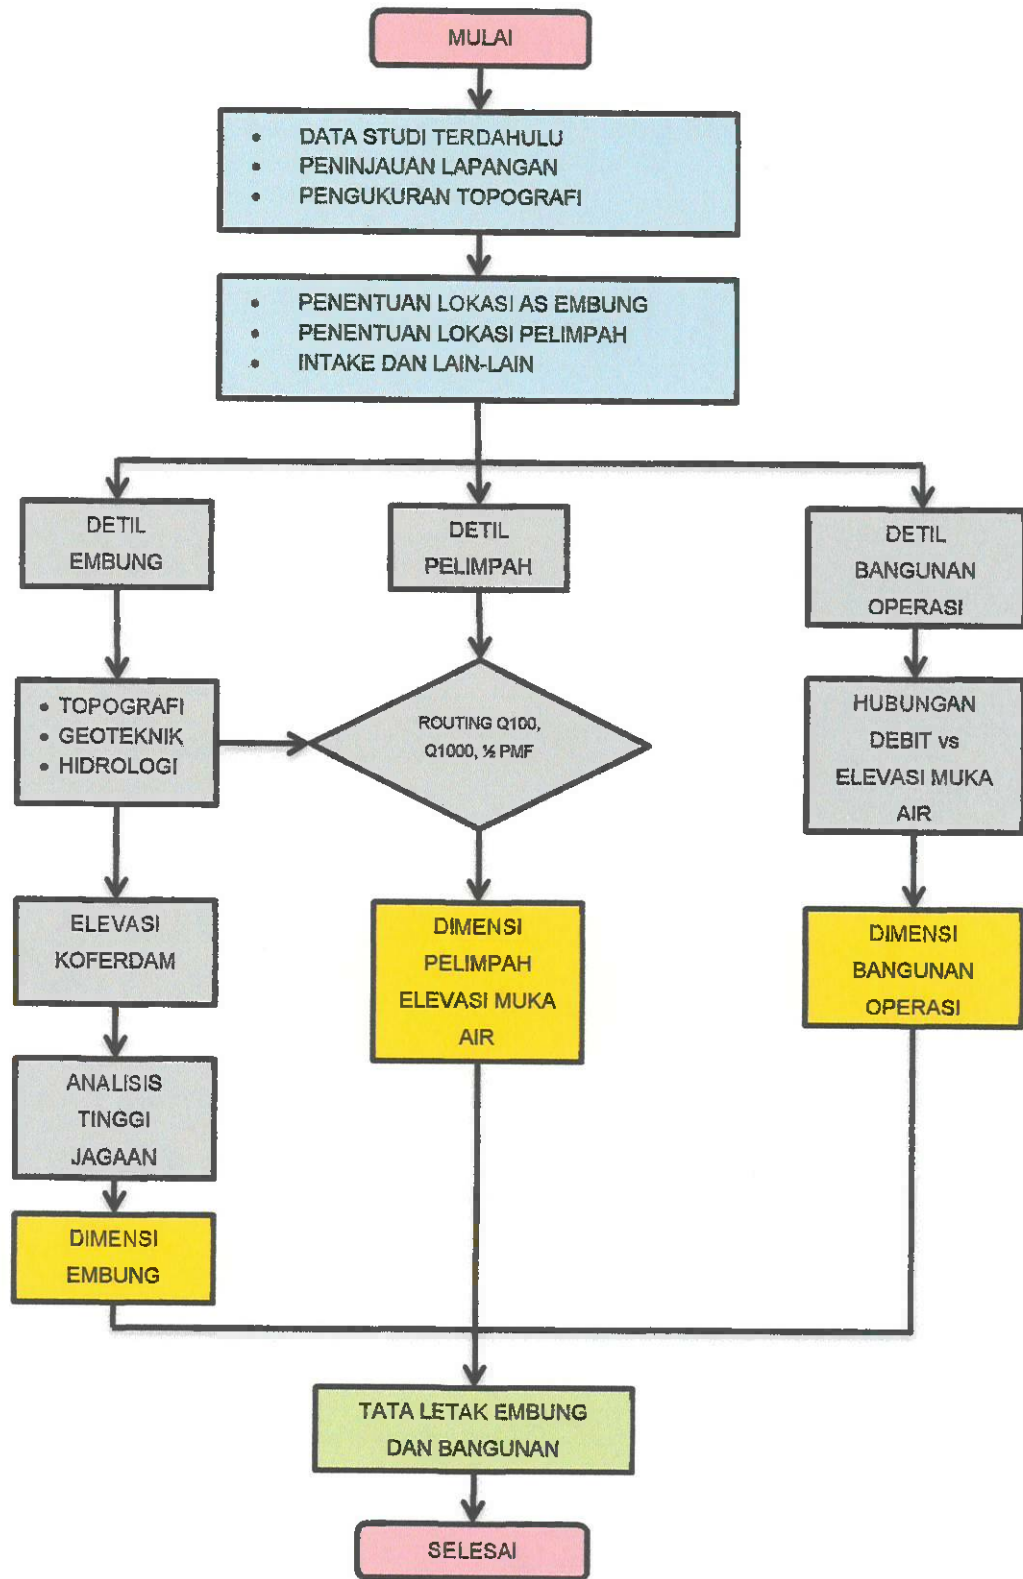 MULAI
• DATA STUDI TERDAHULU
• PENINJAUAN LAPANGAN
• PENGUKURAN TOPOGRAFI
• PENENTUAN LOKASI AS EMBUNG
• PENENTUAN LOKASI PELIMPAH
• INTAKE DAN LAIN-LAIN
DETIL
EMBUNG
DETIL
PELIMPAH
DETIL
BANGUNAN
OPERASI
• TOPOGRAFI
• GEOTEKNIK
• HIDROLOGI
ROUTING Q100,
Q1000, ½ PMF
HUBUNGAN
DEBIT vs
ELEVASI MUKA
AIR
ELEVASI
KOFERDAM
DIMENSI
PELIMPAH
ELEVASI MUKA
AIR
DIMENSI
BANGUNAN
OPERASI
ANALISIS
TINGGI
JAGAAN
DIMENSI
EMBUNG
TATA LETAK EMBUNG
DAN BANGUNAN
SELESAI